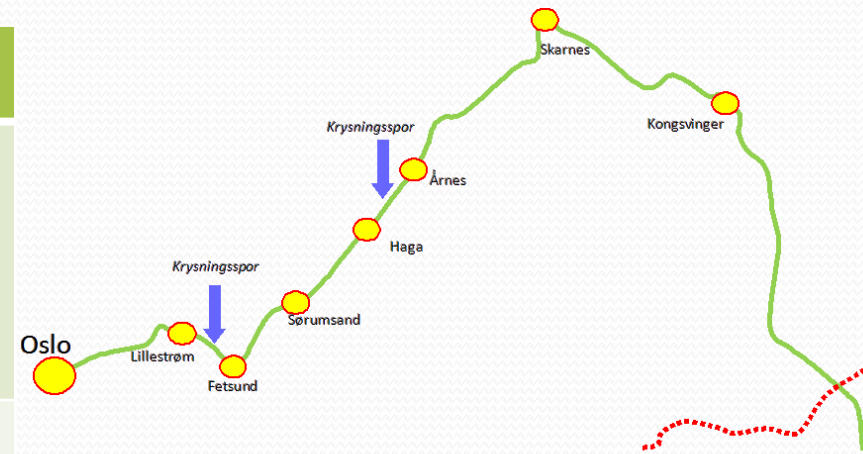 Skarnes
Kongsvinger
Krysningsspor
Årnes
Haga
Krysningsspor
Sørumsand
Oslo
Lillestrøm
Fetsund